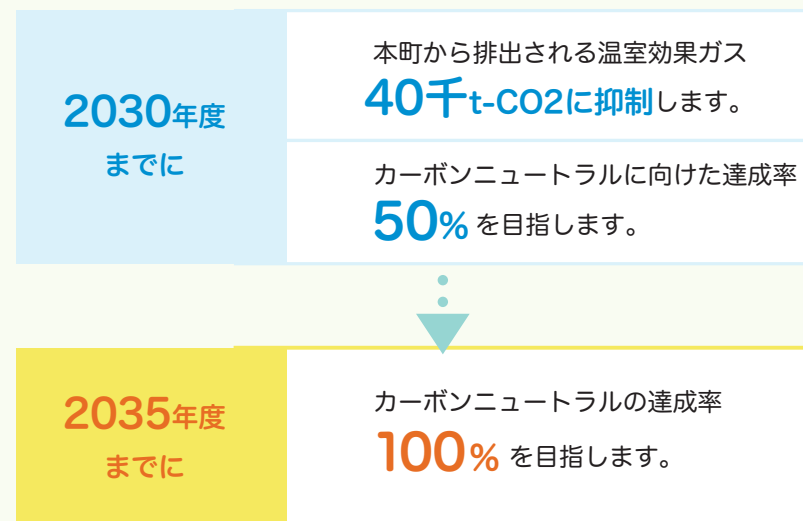 2030年度
までに
本町から排出される温室効果ガス
40千t-CO2に抑制します。
カーボンニュートラルに向けた達成率
50%を目指します。
2035年度
までに
カーボンニュートラルの達成率
100%を目指します。